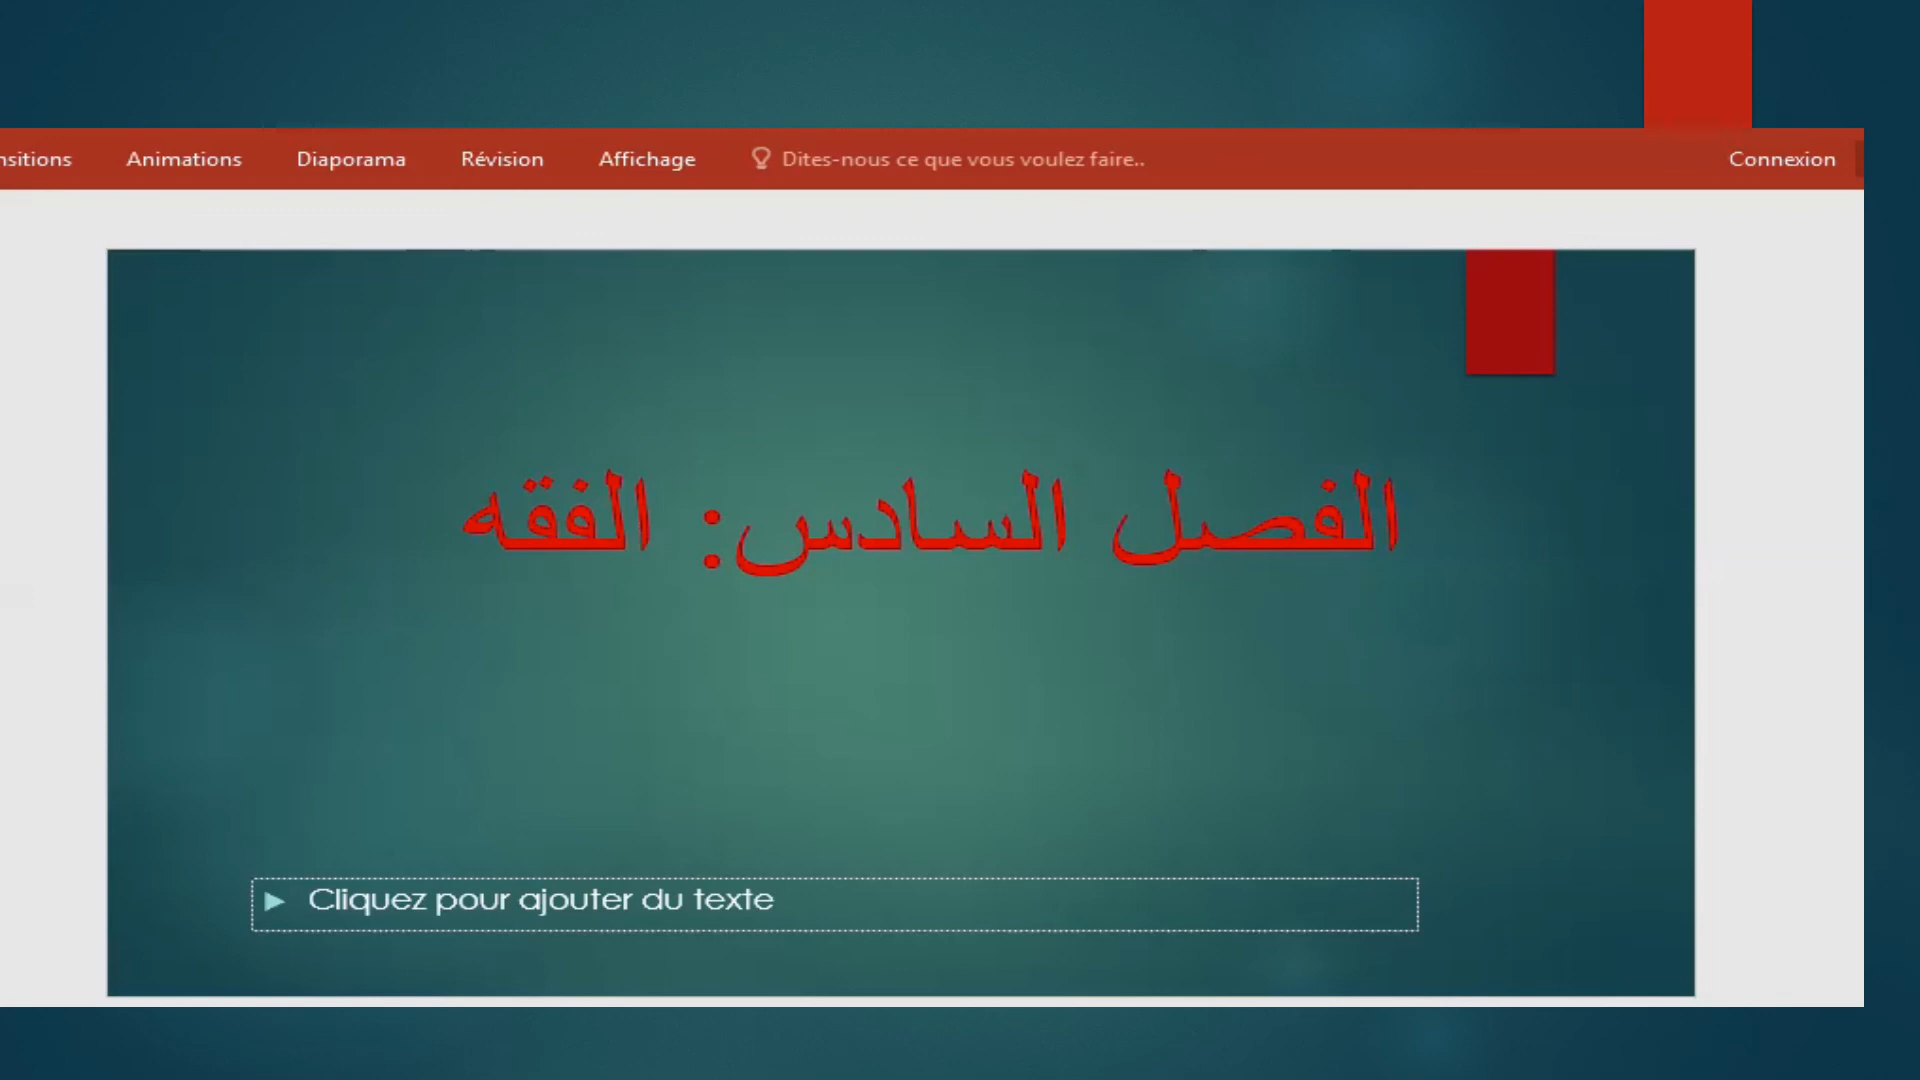 nsitions Animations Diaporama Révision Affichage Dites-nous ce que vous voulez faire.. Connexion
الفصل السادس: الفقه
Cliquez pour ajouter du texte